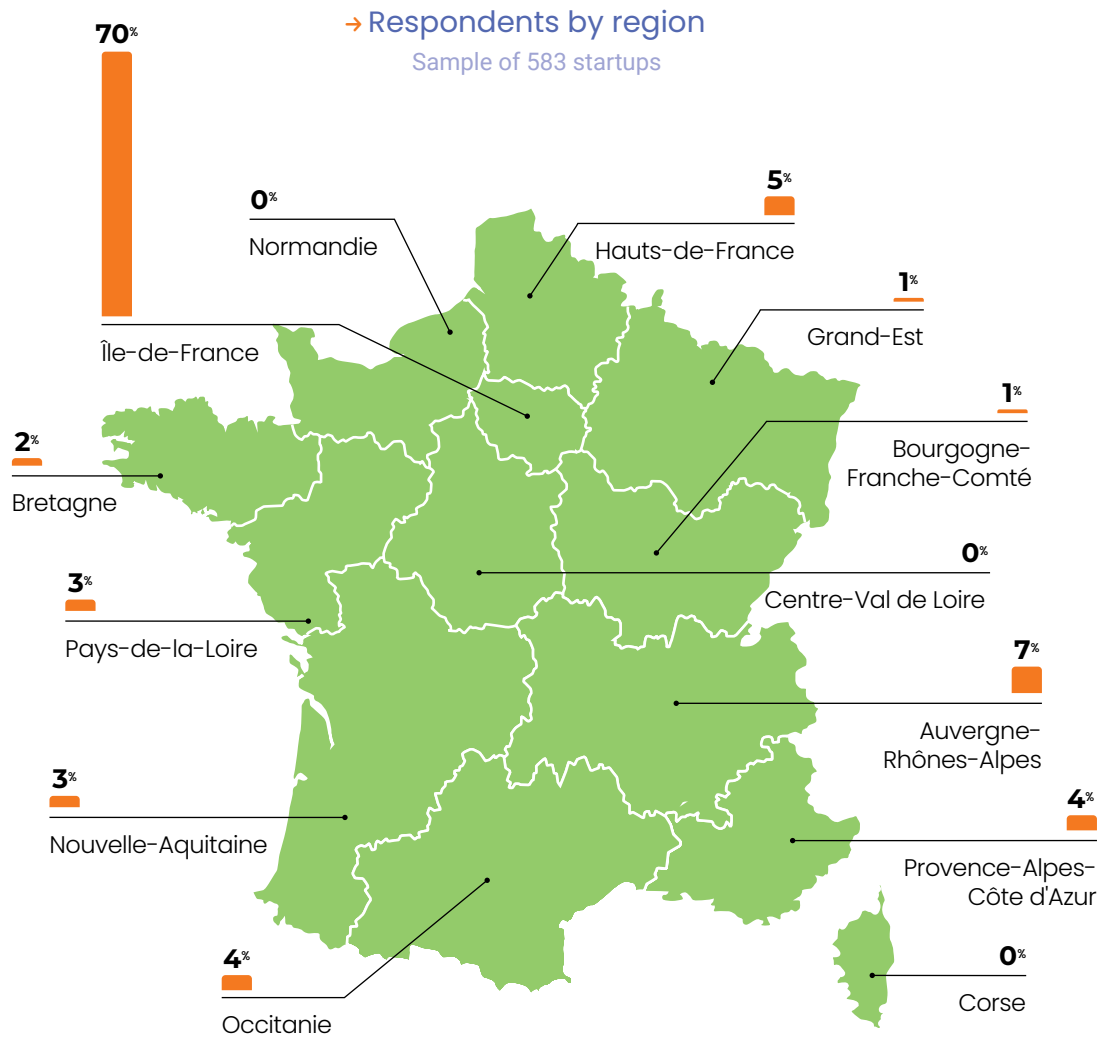 → Respondents by region
Sample of 583 startups
70%
Île-de-France
0%
Normandie
5%
Hauts-de-France
1%
Grand-Est
1%
Bourgogne-
Franche-Comté
2%
Bretagne
0%
Centre-Val de Loire
3%
Pays-de-la-Loire
7%
Auvergne-
Rhônes-Alpes
3%
Nouvelle-Aquitaine
4%
Provence-Alpes-
Côte d'Azur
4%
Occitanie
0%
Corse